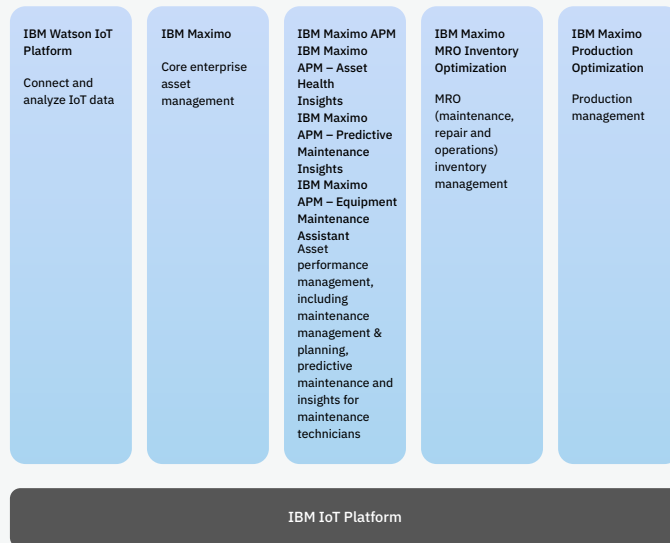 IBM Watson IoT
Platform
Connect and
analyze IoT data
IBM Maximo
Core enterprise
asset
management
IBM Maximo APM
IBM Maximo
APM – Asset
Health
Insights
IBM Maximo
APM – Predictive
Maintenance
Insights
IBM Maximo
APM – Equipment
Maintenance
Assistant
Asset
performance
management,
including
maintenance
management &
planning,
predictive
maintenance and
insights for
maintenance
technicians
IBM Maximo
MRO Inventory
Optimization
MRO
(maintenance,
repair and
operations)
inventory
management
IBM Maximo
Production
Optimization
Production
management
IBM IoT Platform